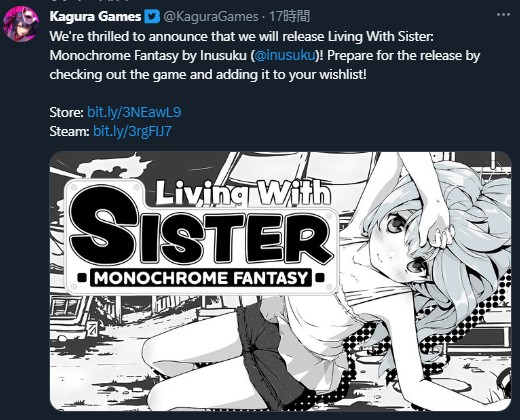 Kagura Games @KaguraGames · 17時間
We're thrilled to announce that we will release Living With Sister:
Monochrome Fantasy by Inusuku (@inusuku)! Prepare for the release by
checking out the game and adding it to your wishlist!
Store: bit.ly/3NEawL9
Steam: bit.ly/3rgFIJ7
Living With
SISTER
MONOCHROME FANTASY